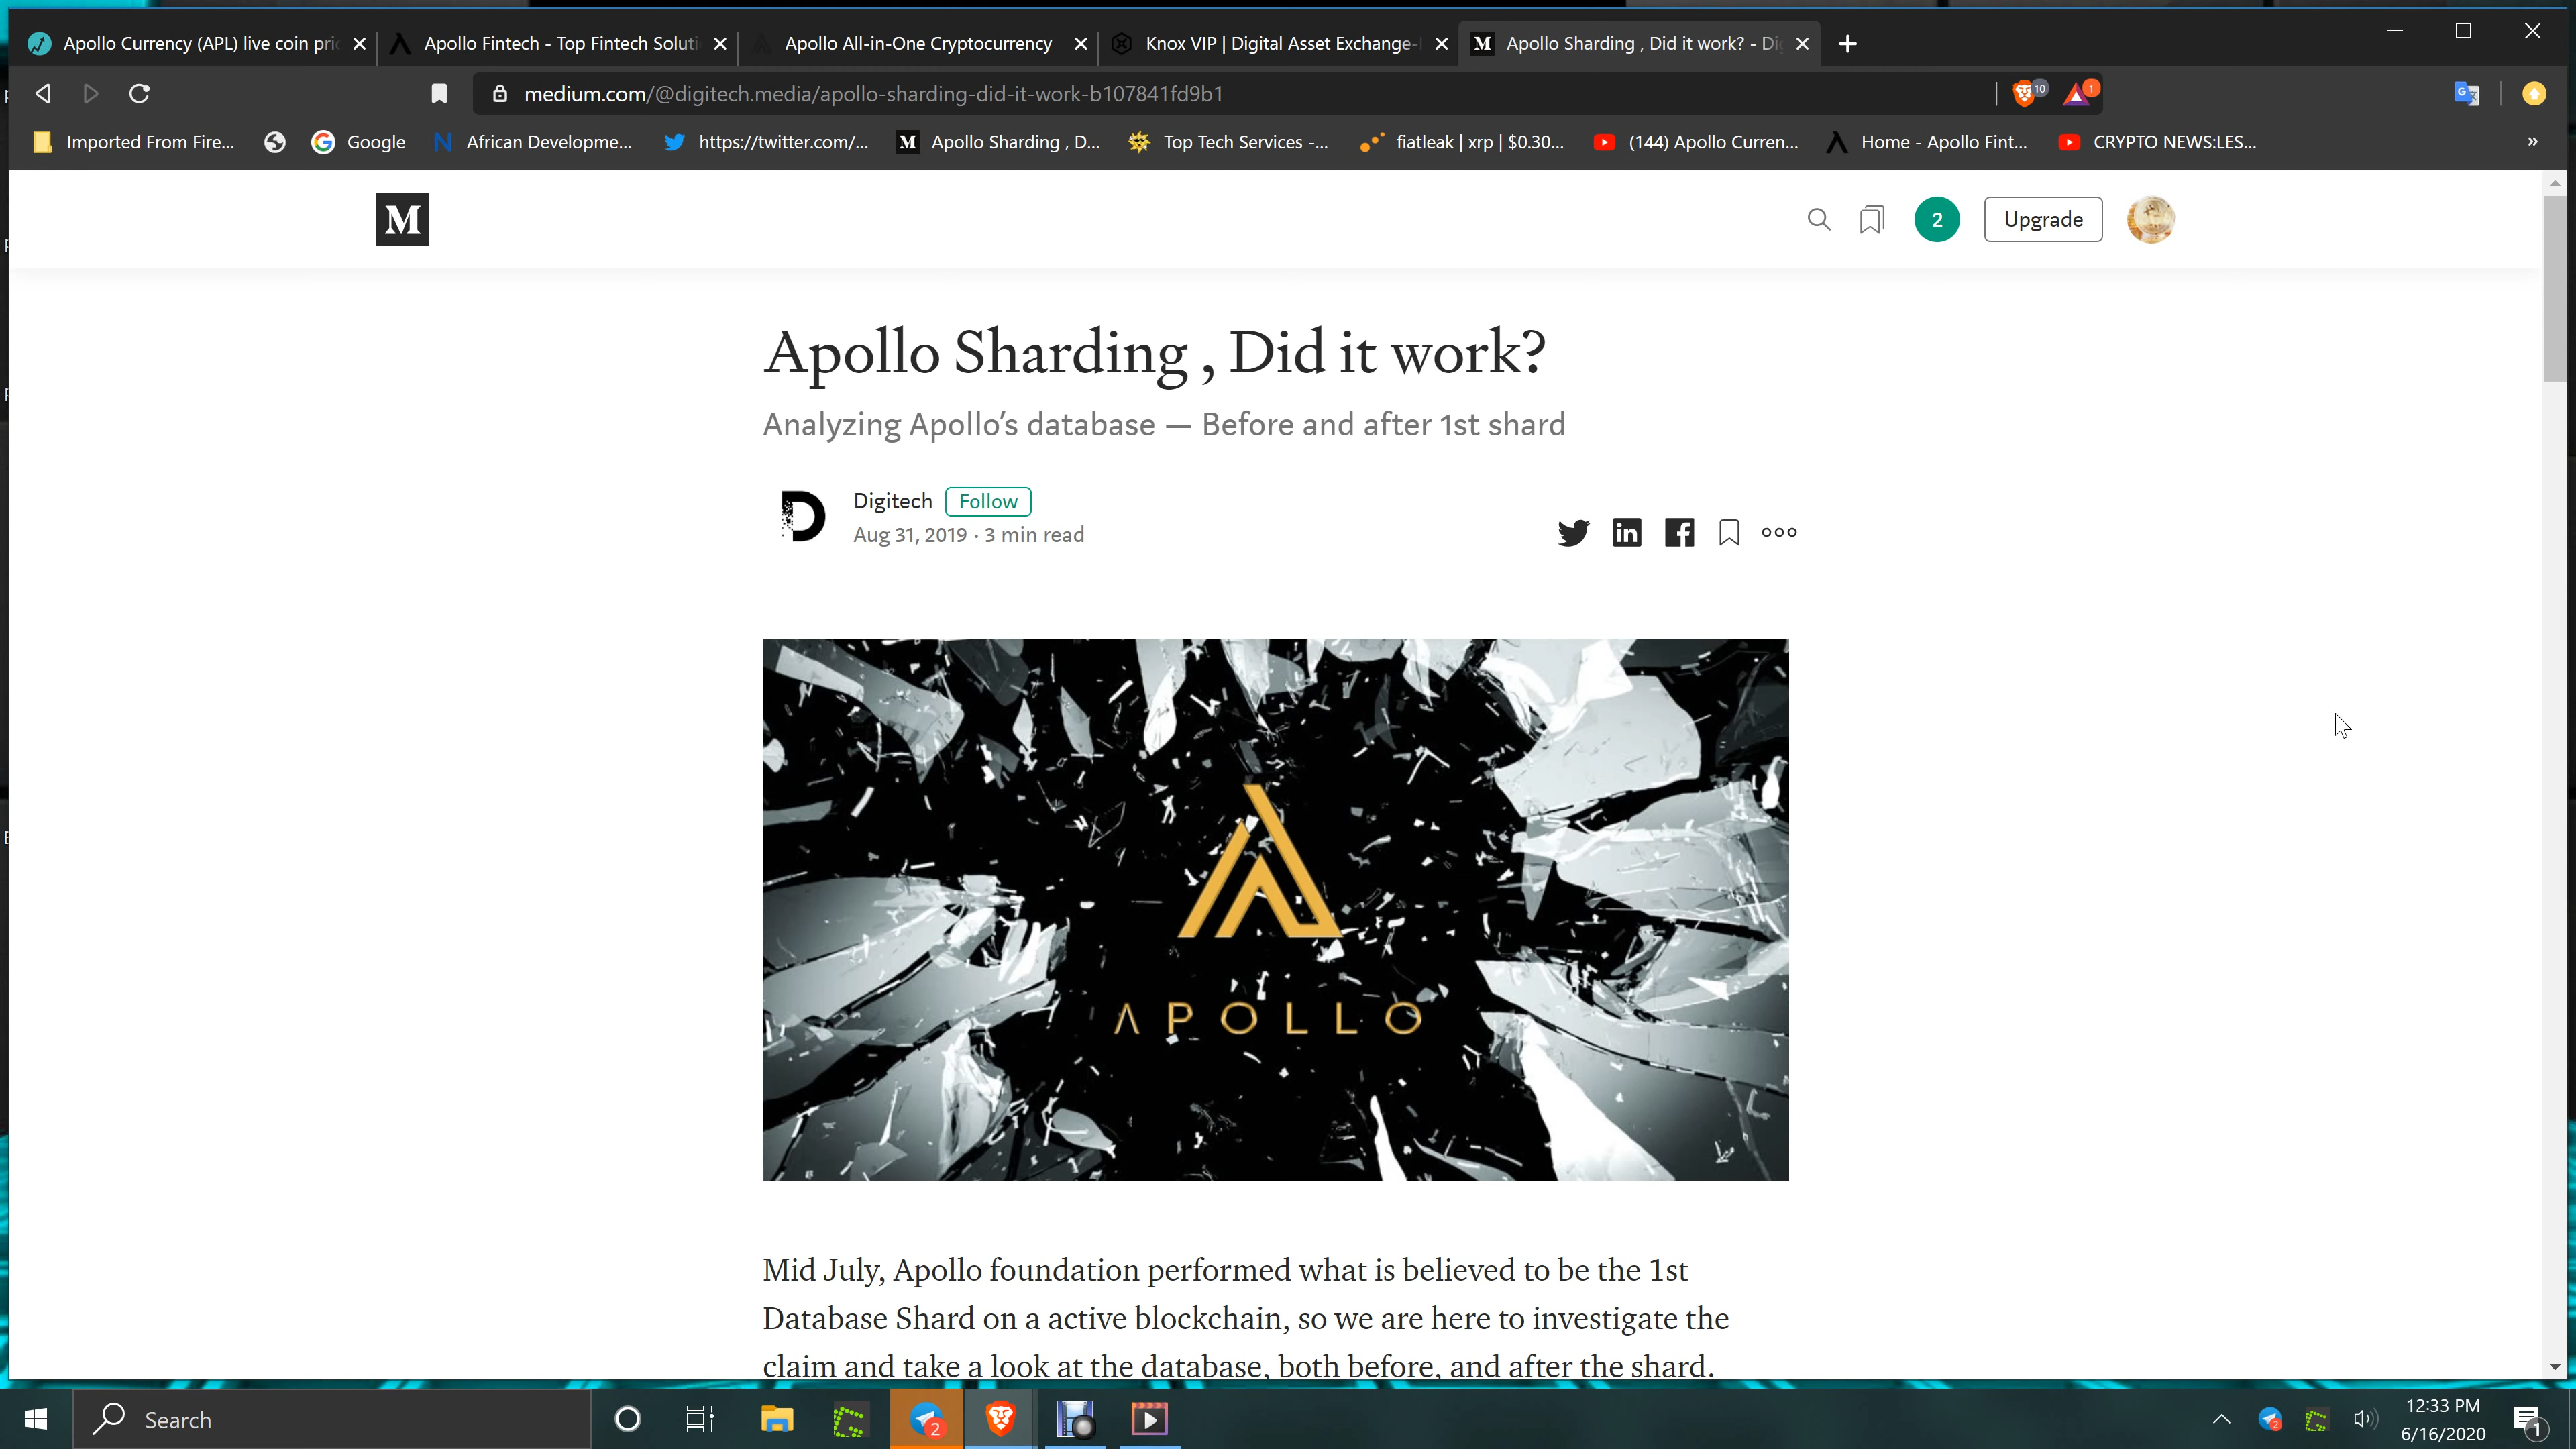 Apollo Currency (APL) live coin pri
Apollo Fintech - Top Fintech Soluti
Apollo All-in-One Cryptocurrency
Knox VIP | Digital Asset Exchange-
Apollo Sharding , Did it work? - Di
medium.com/@digitech.media/apollo-sharding-did-it-work-b107841fd9b1
10
1
Imported From Fire...
Google
African Developme...
https://twitter.com/...
Apollo Sharding , D...
Top Tech Services -...
fiatleak | xrp | $0.30...
(144) Apollo Curren...
Home - Apollo Fint...
CRYPTO NEWS:LES...
»
M
2
Upgrade
Apollo Sharding , Did it work?
Analyzing Apollo’s database — Before and after 1st shard
Digitech
Follow
Aug 31, 2019 · 3 min read
APOLLO
Mid July, Apollo foundation performed what is believed to be the 1st
Database Shard on a active blockchain, so we are here to investigate the
claim and take a look at the database, both before, and after the shard.
Search
2
12:33 PM
6/16/2020
1